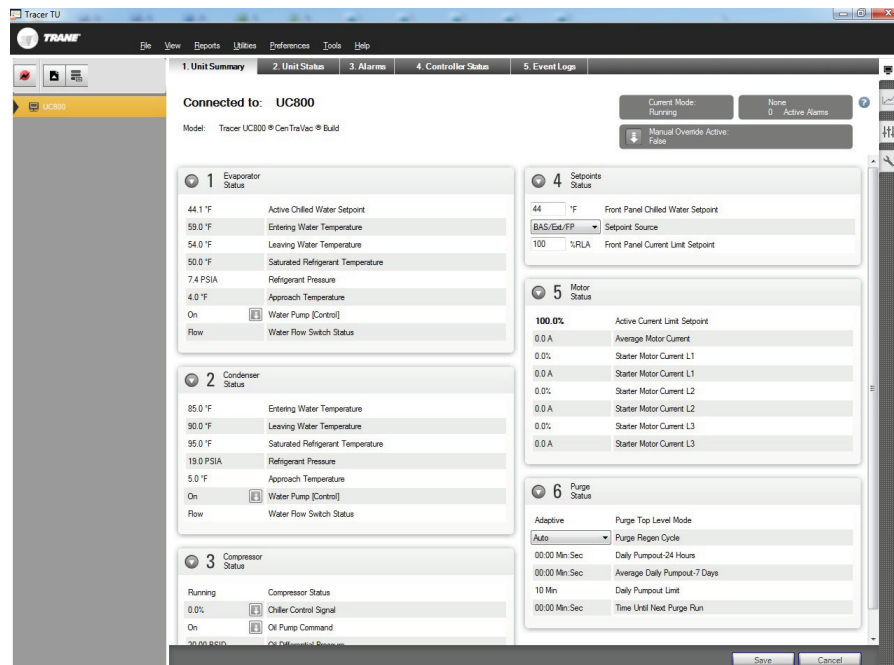 Tracer TU
TRANE
File View Reports Utilities Preferences Tools Help
1. Unit Summary 2. Unit Status 3. Alarms 4. Controller Status 5. Event Logs
UC800
Connected to: UC800
Model: Tracer UC800 ® CenTraVac ® Build
Current Mode:
Running
None
0 Active Alarms
Manual Override Active:
False
1 Evaporator
Status
44.1 °F Active Chilled Water Setpoint
59.0 °F Entering Water Temperature
54.0 °F Leaving Water Temperature
50.0 °F Saturated Refrigerant Temperature
7.4 PSIA Refrigerant Pressure
4.0 °F Approach Temperature
On Water Pump [Control]
Flow Water Flow Switch Status
2 Condenser
Status
85.0 °F Entering Water Temperature
90.0 °F Leaving Water Temperature
95.0 °F Saturated Refrigerant Temperature
19.0 PSIA Refrigerant Pressure
5.0 °F Approach Temperature
On Water Pump [Control]
Flow Water Flow Switch Status
3 Compressor
Status
Running Compressor Status
0.0% Chiller Control Signal
On Oil Pump Command
20.00 PSID Oil Differential Pressure
4 Setpoints
Status
44 °F Front Panel Chilled Water Setpoint
BAS/Ext/FP Setpoint Source
100 %RLA Front Panel Current Limit Setpoint
5 Motor
Status
100.0% Active Current Limit Setpoint
0.0 A Average Motor Current
0.0% Starter Motor Current L1
0.0 A Starter Motor Current L1
0.0% Starter Motor Current L2
0.0 A Starter Motor Current L2
0.0% Starter Motor Current L3
0.0 A Starter Motor Current L3
6 Purge
Status
Adaptive Purge Top Level Mode
Auto Purge Regen Cycle
00:00 Min:Sec Daily Pumpout-24 Hours
00:00 Min:Sec Average Daily Pumpout-7 Days
10 Min Daily Pumpout Limit
00:00 Min:Sec Time Until Next Purge Run
Save Cancel